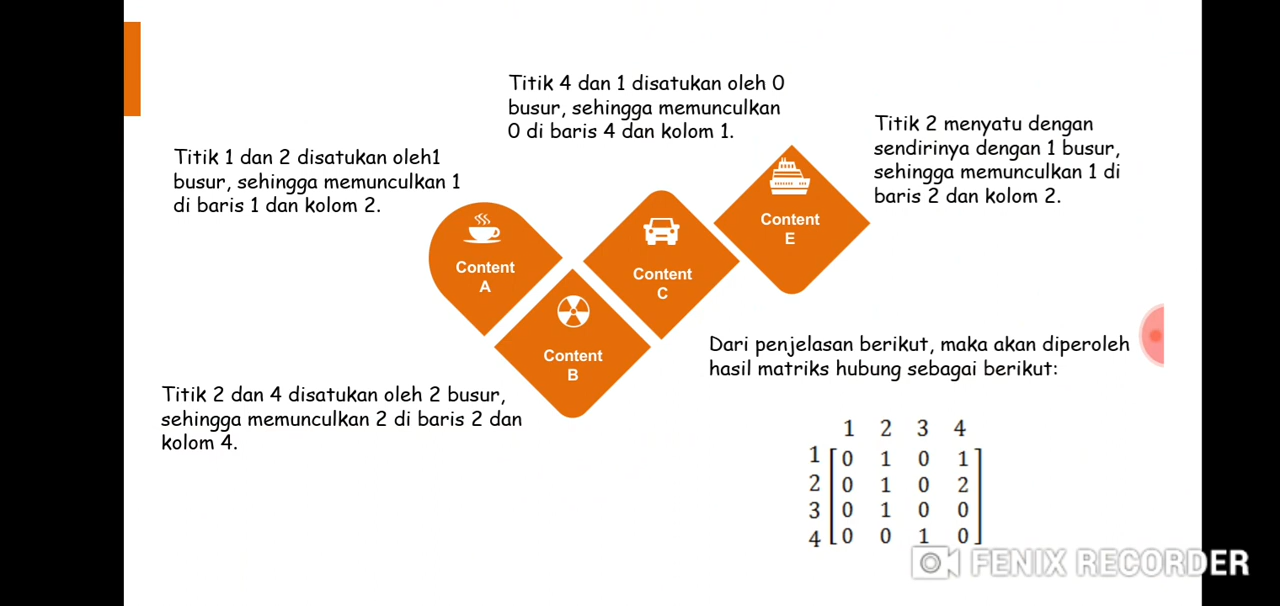 Titik 4 dan 1 disatukan oleh 0
busur, sehingga memunculkan
0 di baris 4 dan kolom 1.
Titik 2 menyatu dengan
sendirinya dengan 1 busur,
sehingga memunculkan 1 di
baris 2 dan kolom 2.
Titik 1 dan 2 disatukan oleh1
busur, sehingga memunculkan 1
di baris 1 dan kolom 2.
Content
A
Content
B
Content
C
Content
E
Titik 2 dan 4 disatukan oleh 2 busur,
sehingga memunculkan 2 di baris 2 dan
kolom 4.
Dari penjelasan berikut, maka akan diperoleh
hasil matriks hubung sebagai berikut:
1 2 3 4
1 [0 1 0 1]
2 [0 1 0 2]
3 [0 1 0 0]
4 [0 0 1 0]
FENIX RECORDER